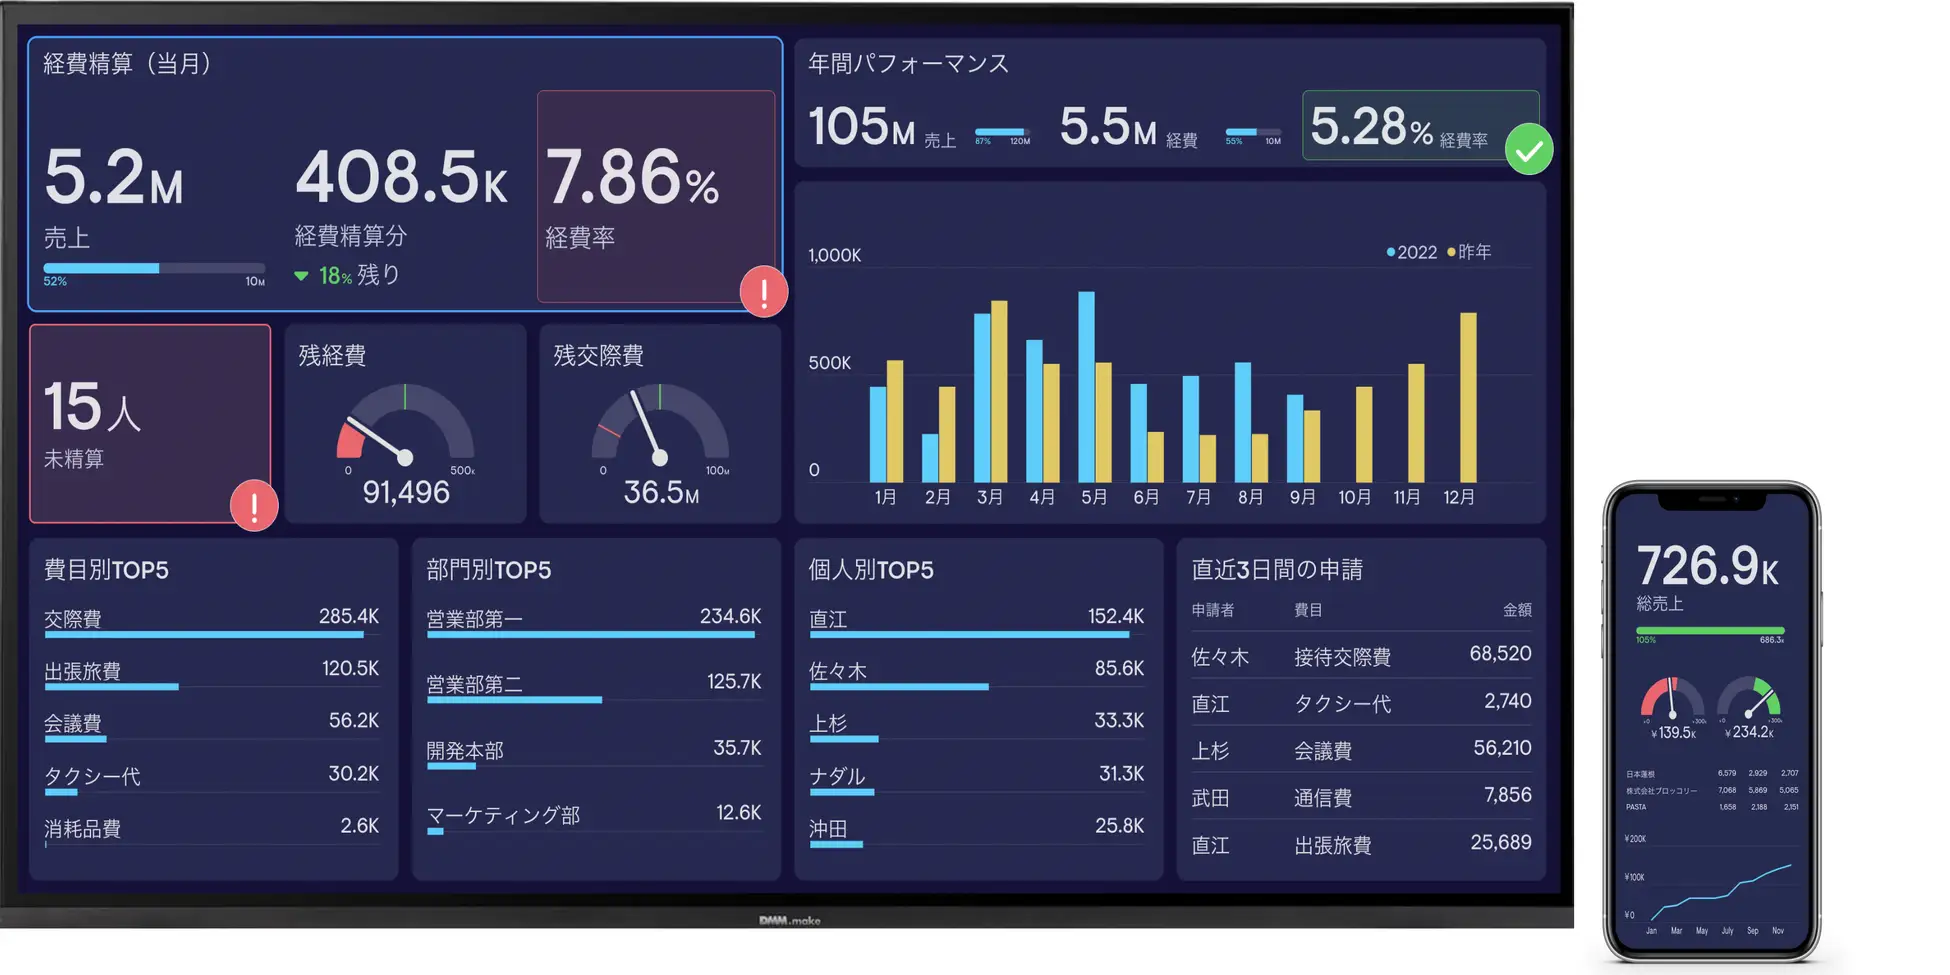 経費精算（当月）
5.2M
売上
52%
10M
408.5K
経費精算分
18% 残り
7.86%
経費率
!
年間パフォーマンス
105M 売上
87% 120M
5.5M 経費
55% 10M
5.28% 経費率
15人
未精算
!
残経費
0 500K
91,496
残交際費
0 100M
36.5M
2022 昨年
1,000K
500K
0
1月 2月 3月 4月 5月 6月 7月 8月 9月 10月 11月 12月
費目別TOP5
交際費 285.4K
出張旅費 120.5K
会議費 56.2K
タクシー代 30.2K
消耗品費 2.6K
部門別TOP5
営業部第一 234.6K
営業部第二 125.7K
開発本部 35.7K
マーケティング部 12.6K
個人別TOP5
直江 152.4K
佐々木 85.6K
上杉 33.3K
ナダル 31.3K
沖田 25.8K
直近3日間の申請
申請者 費目 金額
佐々木 接待交際費 68,520
直江 タクシー代 2,740
上杉 会議費 56,210
武田 通信費 7,856
直江 出張旅費 25,689
DMM.make
726.9K
総売上
105% 686.3K
¥0 ¥300K
¥139.5K
¥0 ¥300K
¥234.2K
6,579 2,929 2,707
株式会社ブロッコリー 7,068 5,869 5,065
PASTA 1,658 2,188 2,151
¥200K
¥100K
¥0
Jan Mar May July Sep Nov